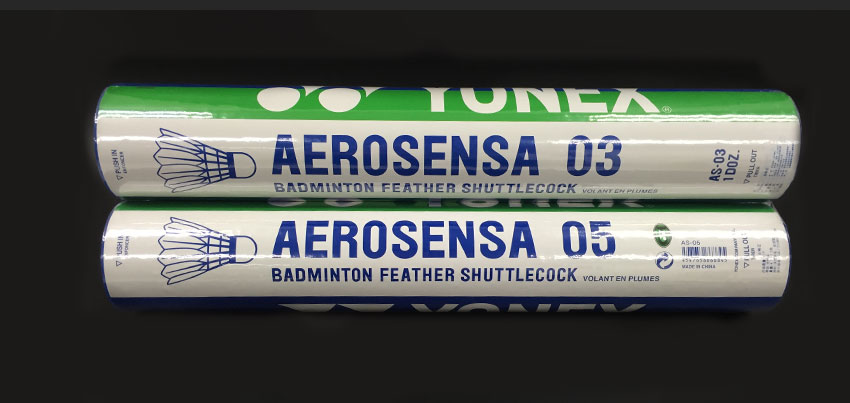 YONEX®
PUSH IN
AEROSENSA 03
BADMINTON FEATHER SHUTTLECOCK VOLANT EN PLUMES
AS-03
1 DOZ.
PULL OUT
YONEX
PUSH IN
AEROSENSA 05
BADMINTON FEATHER SHUTTLECOCK VOLANT EN PLUMES
AS-05
MADE IN CHINA
PULL OUT
YONEX